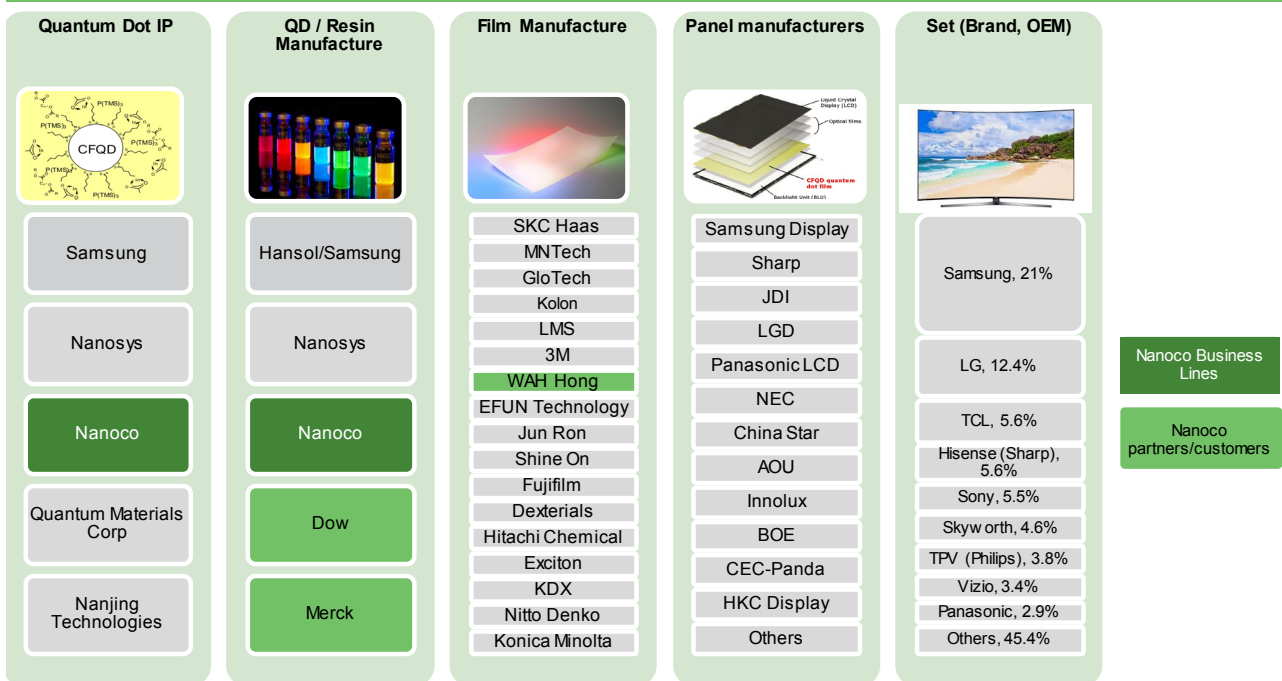 Quantum Dot IP
QD / Resin
Manufacture
Film Manufacture
Panel manufacturers
Set (Brand, OEM)
CFQD
P(TMS)3
P(TMS)3
P(TMS)3
P(TMS)3
P(TMS)3
Liquid Crystal
Display (LCD)
Optical films
CFQD quantum
dot film
Backlight Unit (BLU)
Samsung
Nanosys
Nanoco
Quantum Materials
Corp
Nanjing
Technologies
Hansol/Samsung
Nanosys
Nanoco
Dow
Merck
SKC Haas
MNTech
GloTech
Kolon
LMS
3M
WAH Hong
EFUN Technology
Jun Ron
Shine On
Fujifilm
Dexterials
Hitachi Chemical
Exciton
KDX
Nitto Denko
Konica Minolta
Samsung Display
Sharp
JDI
LGD
Panasonic LCD
NEC
China Star
AOU
Innolux
BOE
CEC-Panda
HKC Display
Others
Samsung, 21%
LG, 12.4%
TCL, 5.6%
Hisense (Sharp),
5.6%
Sony, 5.5%
Skyworth, 4.6%
TPV (Philips), 3.8%
Vizio, 3.4%
Panasonic, 2.9%
Others, 45.4%
Nanoco Business
Lines
Nanoco
partners/customers